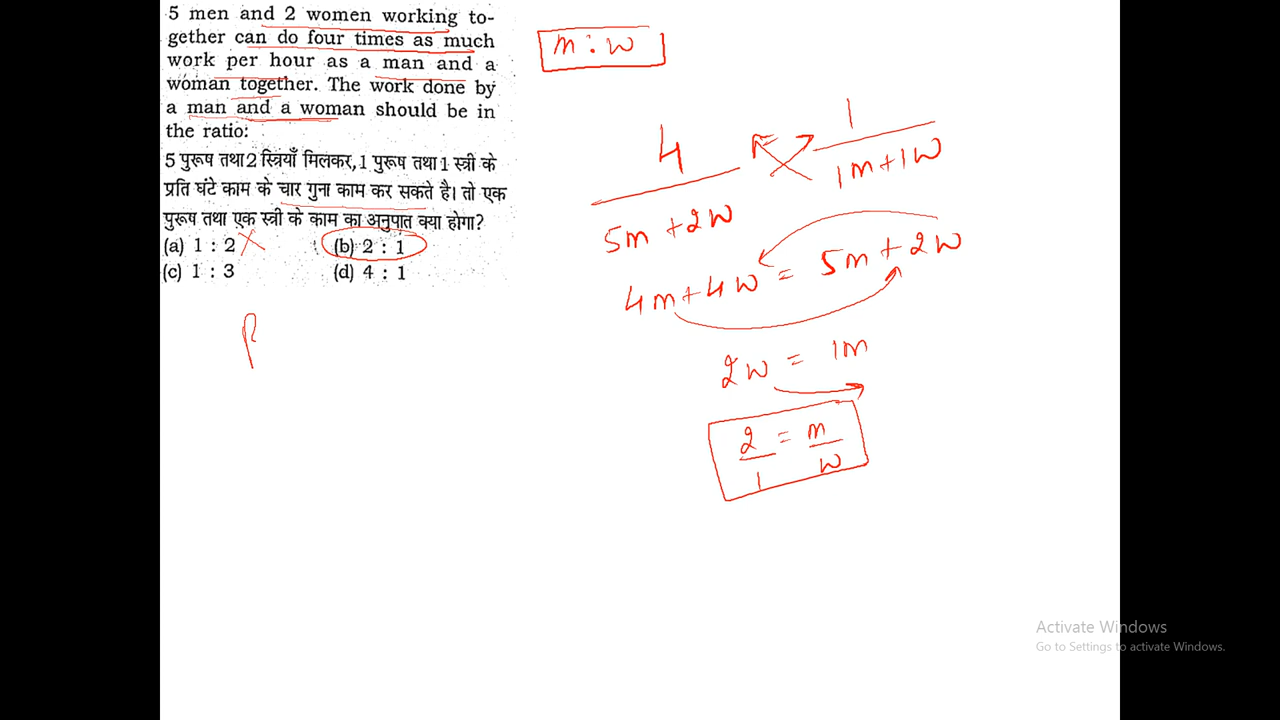 5 men and 2 women working to-
gether can do four times as much
work per hour as a man and a
woman together. The work done by
a man and a woman should be in
the ratio:
5 पुरूष तथा 2 स्त्रियाँ मिलकर, 1 पुरूष तथा 1 स्त्री के
प्रति घंटे काम के चार गुना काम कर सकते है। तो एक
पुरूष तथा एक स्त्री के काम का अनुपात क्या होगा?
(a) 1 : 2 (b) 2 : 1
(c) 1 : 3 (d) 4 : 1
m : w
4 1
5m + 2w 1m + 1w
4m + 4w = 5m + 2w
2w = 1m
2 = m
1 w
Activate Windows
Go to Settings to activate Windows.